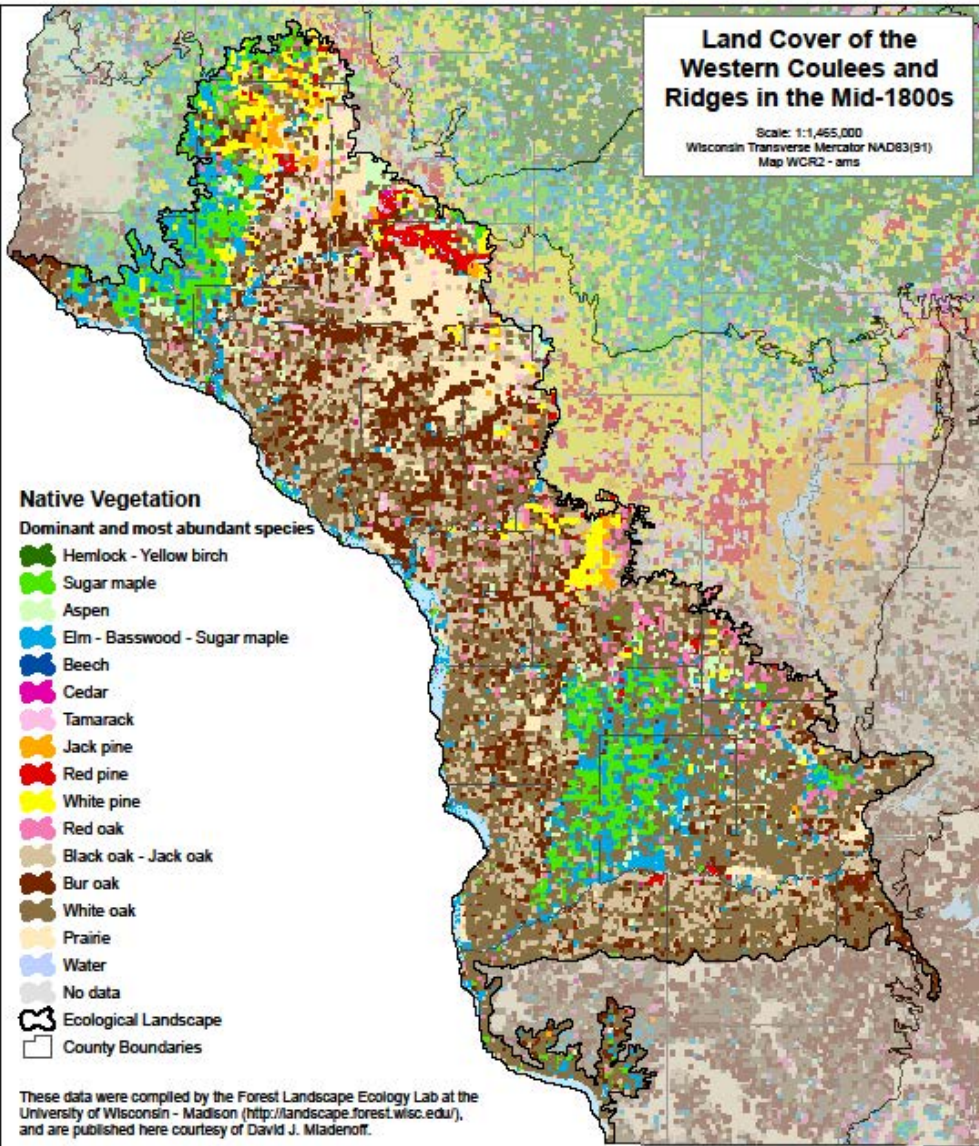 Land Cover of the
Western Coulees and
Ridges in the Mid-1800s
Scale: 1:1,465,000
Wisconsin Transverse Mercator NAD83(91)
Map WCR2 - ams
Native Vegetation
Dominant and most abundant species
Hemlock - Yellow birch
Sugar maple
Aspen
Elm - Basswood - Sugar maple
Beech
Cedar
Tamarack
Jack pine
Red pine
White pine
Red oak
Black oak - Jack oak
Bur oak
White oak
Prairie
Water
No data
Ecological Landscape
County Boundaries
These data were compiled by the Forest Landscape Ecology Lab at the
University of Wisconsin - Madison (http://landscape.forest.wisc.edu/),
and are published here courtesy of David J. Mladenoff.